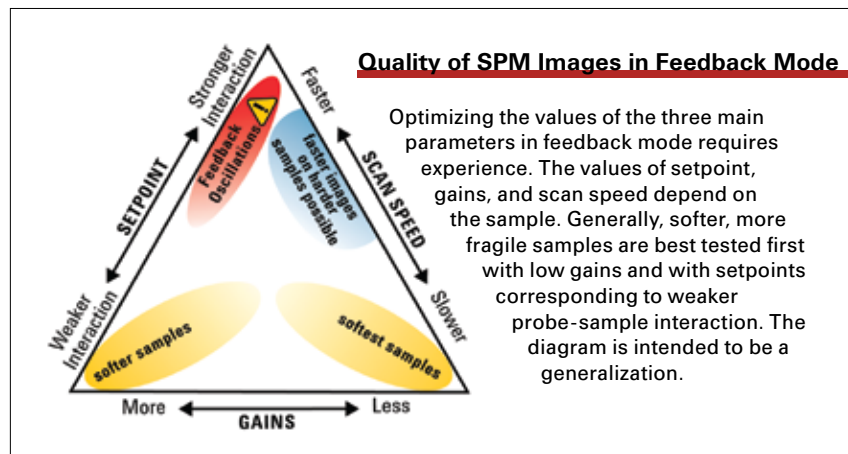 Quality of SPM Images in Feedback Mode
Optimizing the values of the three main
parameters in feedback mode requires
experience. The values of setpoint,
gains, and scan speed depend on
the sample. Generally, softer, more
fragile samples are best tested first
with low gains and with setpoints
corresponding to weaker
probe-sample interaction. The
diagram is intended to be a
generalization.
Stronger
Interaction
SETPOINT
Weaker
Interaction
Faster
SCAN SPEED
Slower
Feedback
Oscillations
!
faster images
on harder
samples possible
softer samples
softest samples
More
Less
GAINS